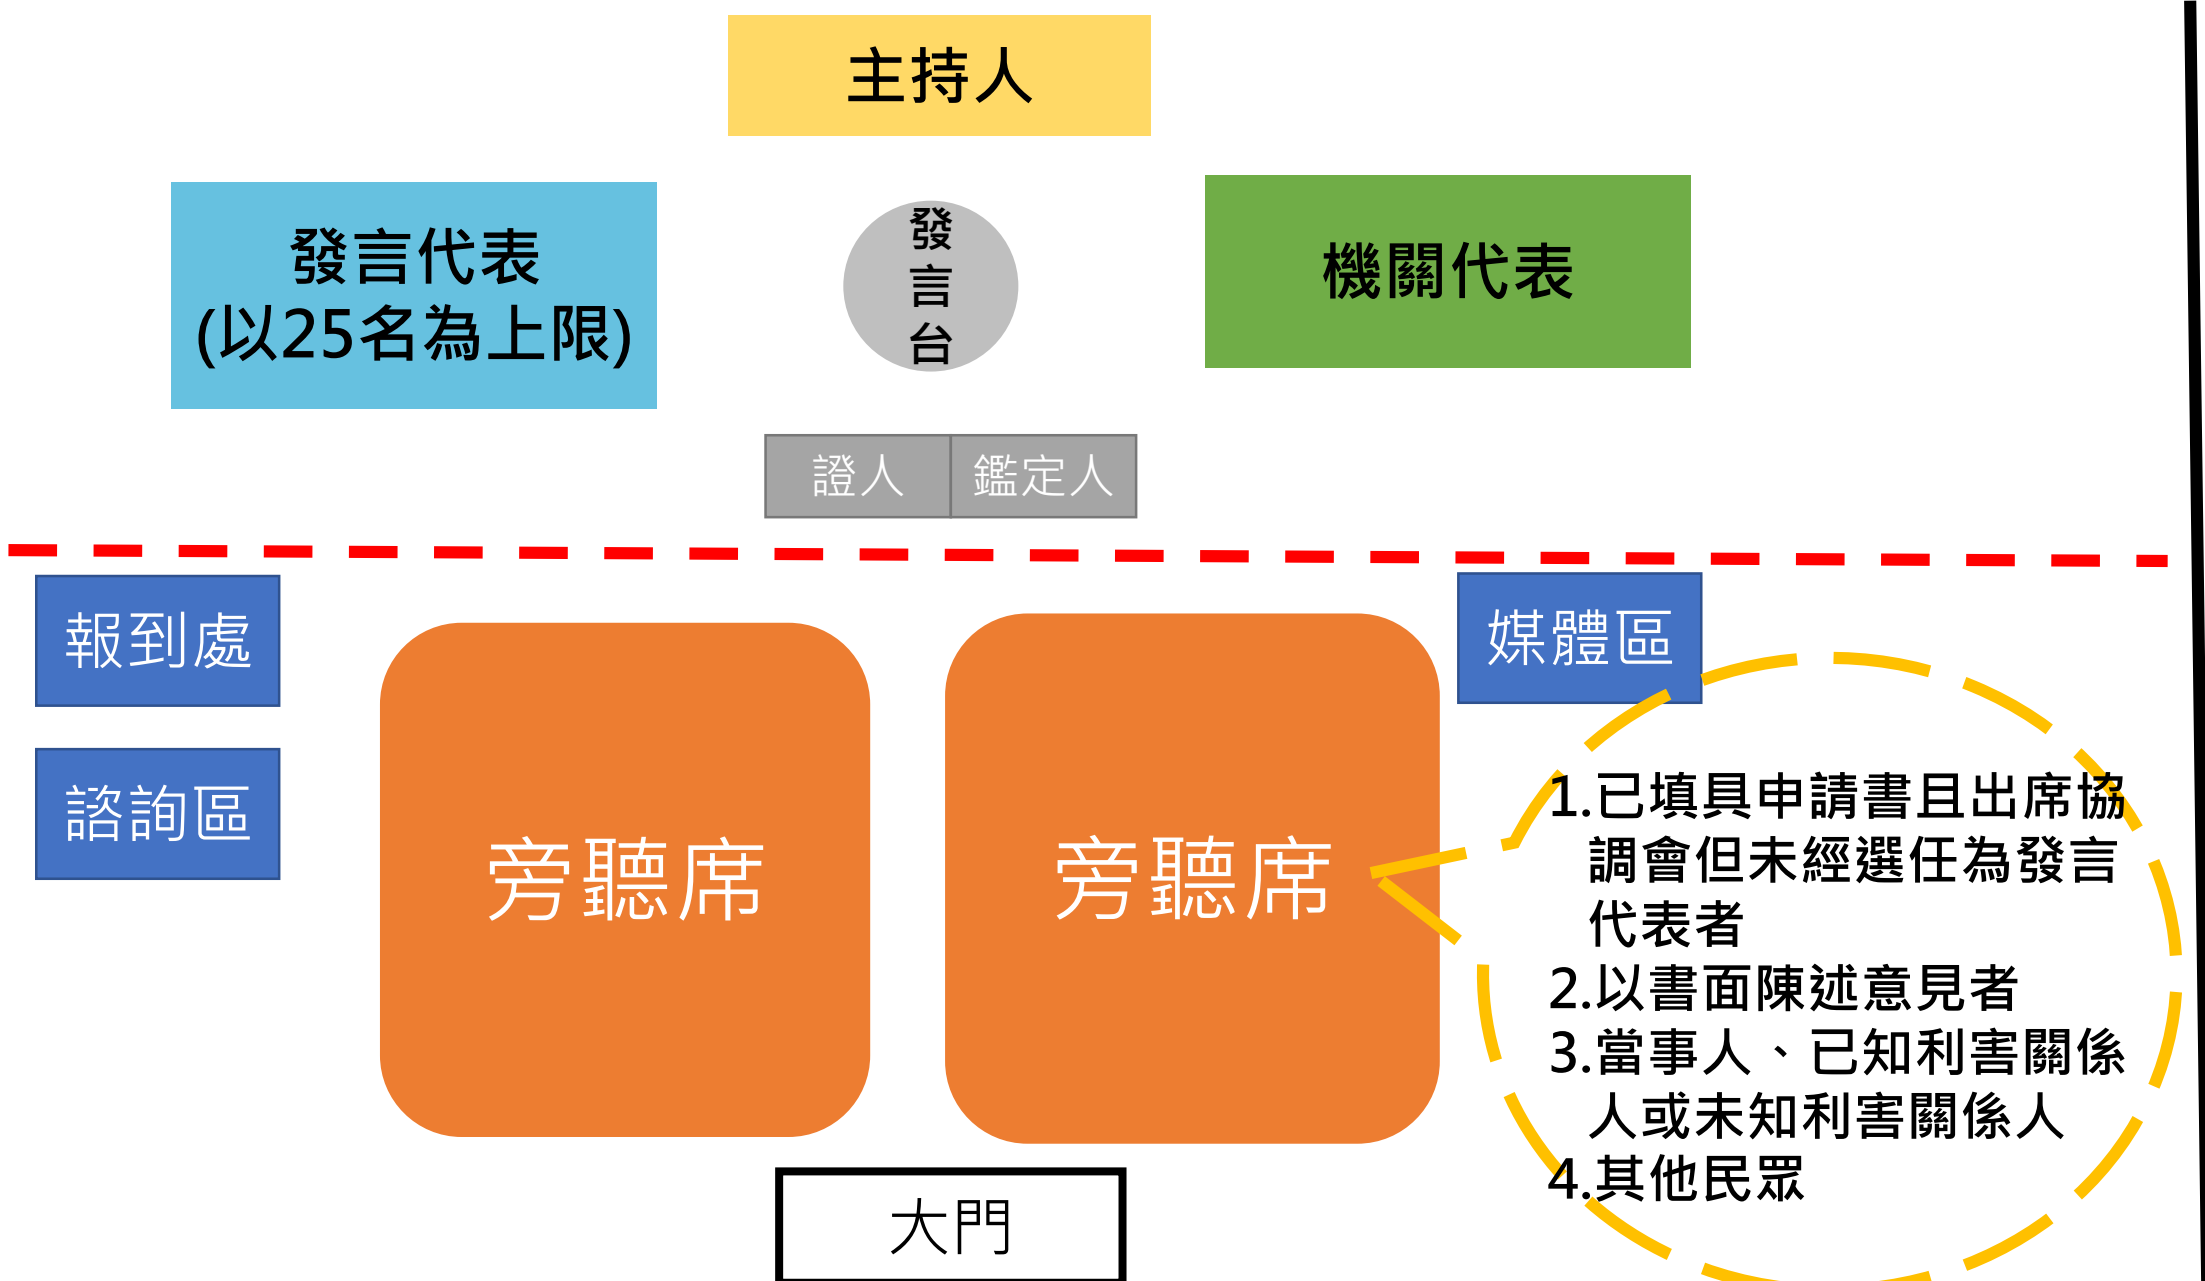 主持人
發言代表
(以25名為上限)
發
言
台
機關代表
證人
鑑定人
報到處
媒體區
諮詢區
旁聽席
旁聽席
1.已填具申請書且出席協
調會但未經選任為發言
代表者
2.以書面陳述意見者
3.當事人、已知利害關係
人或未知利害關係人
4.其他民眾
大門